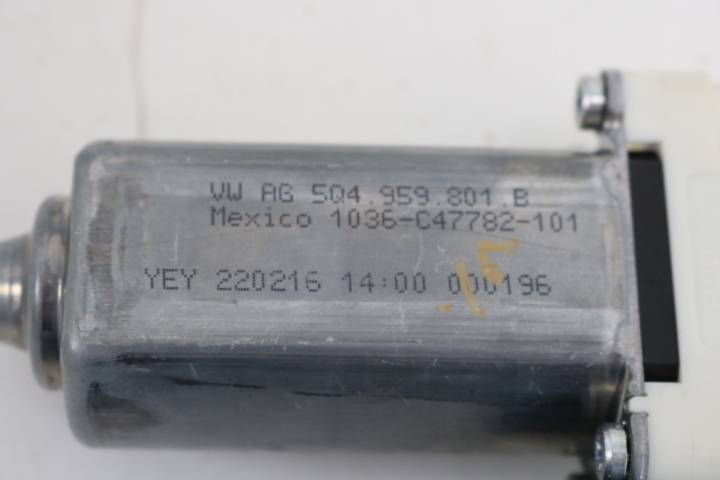 VW AG 5Q4.959.801.B
Mexico 1036-C47782-101
YEY 220216 14:00 000196